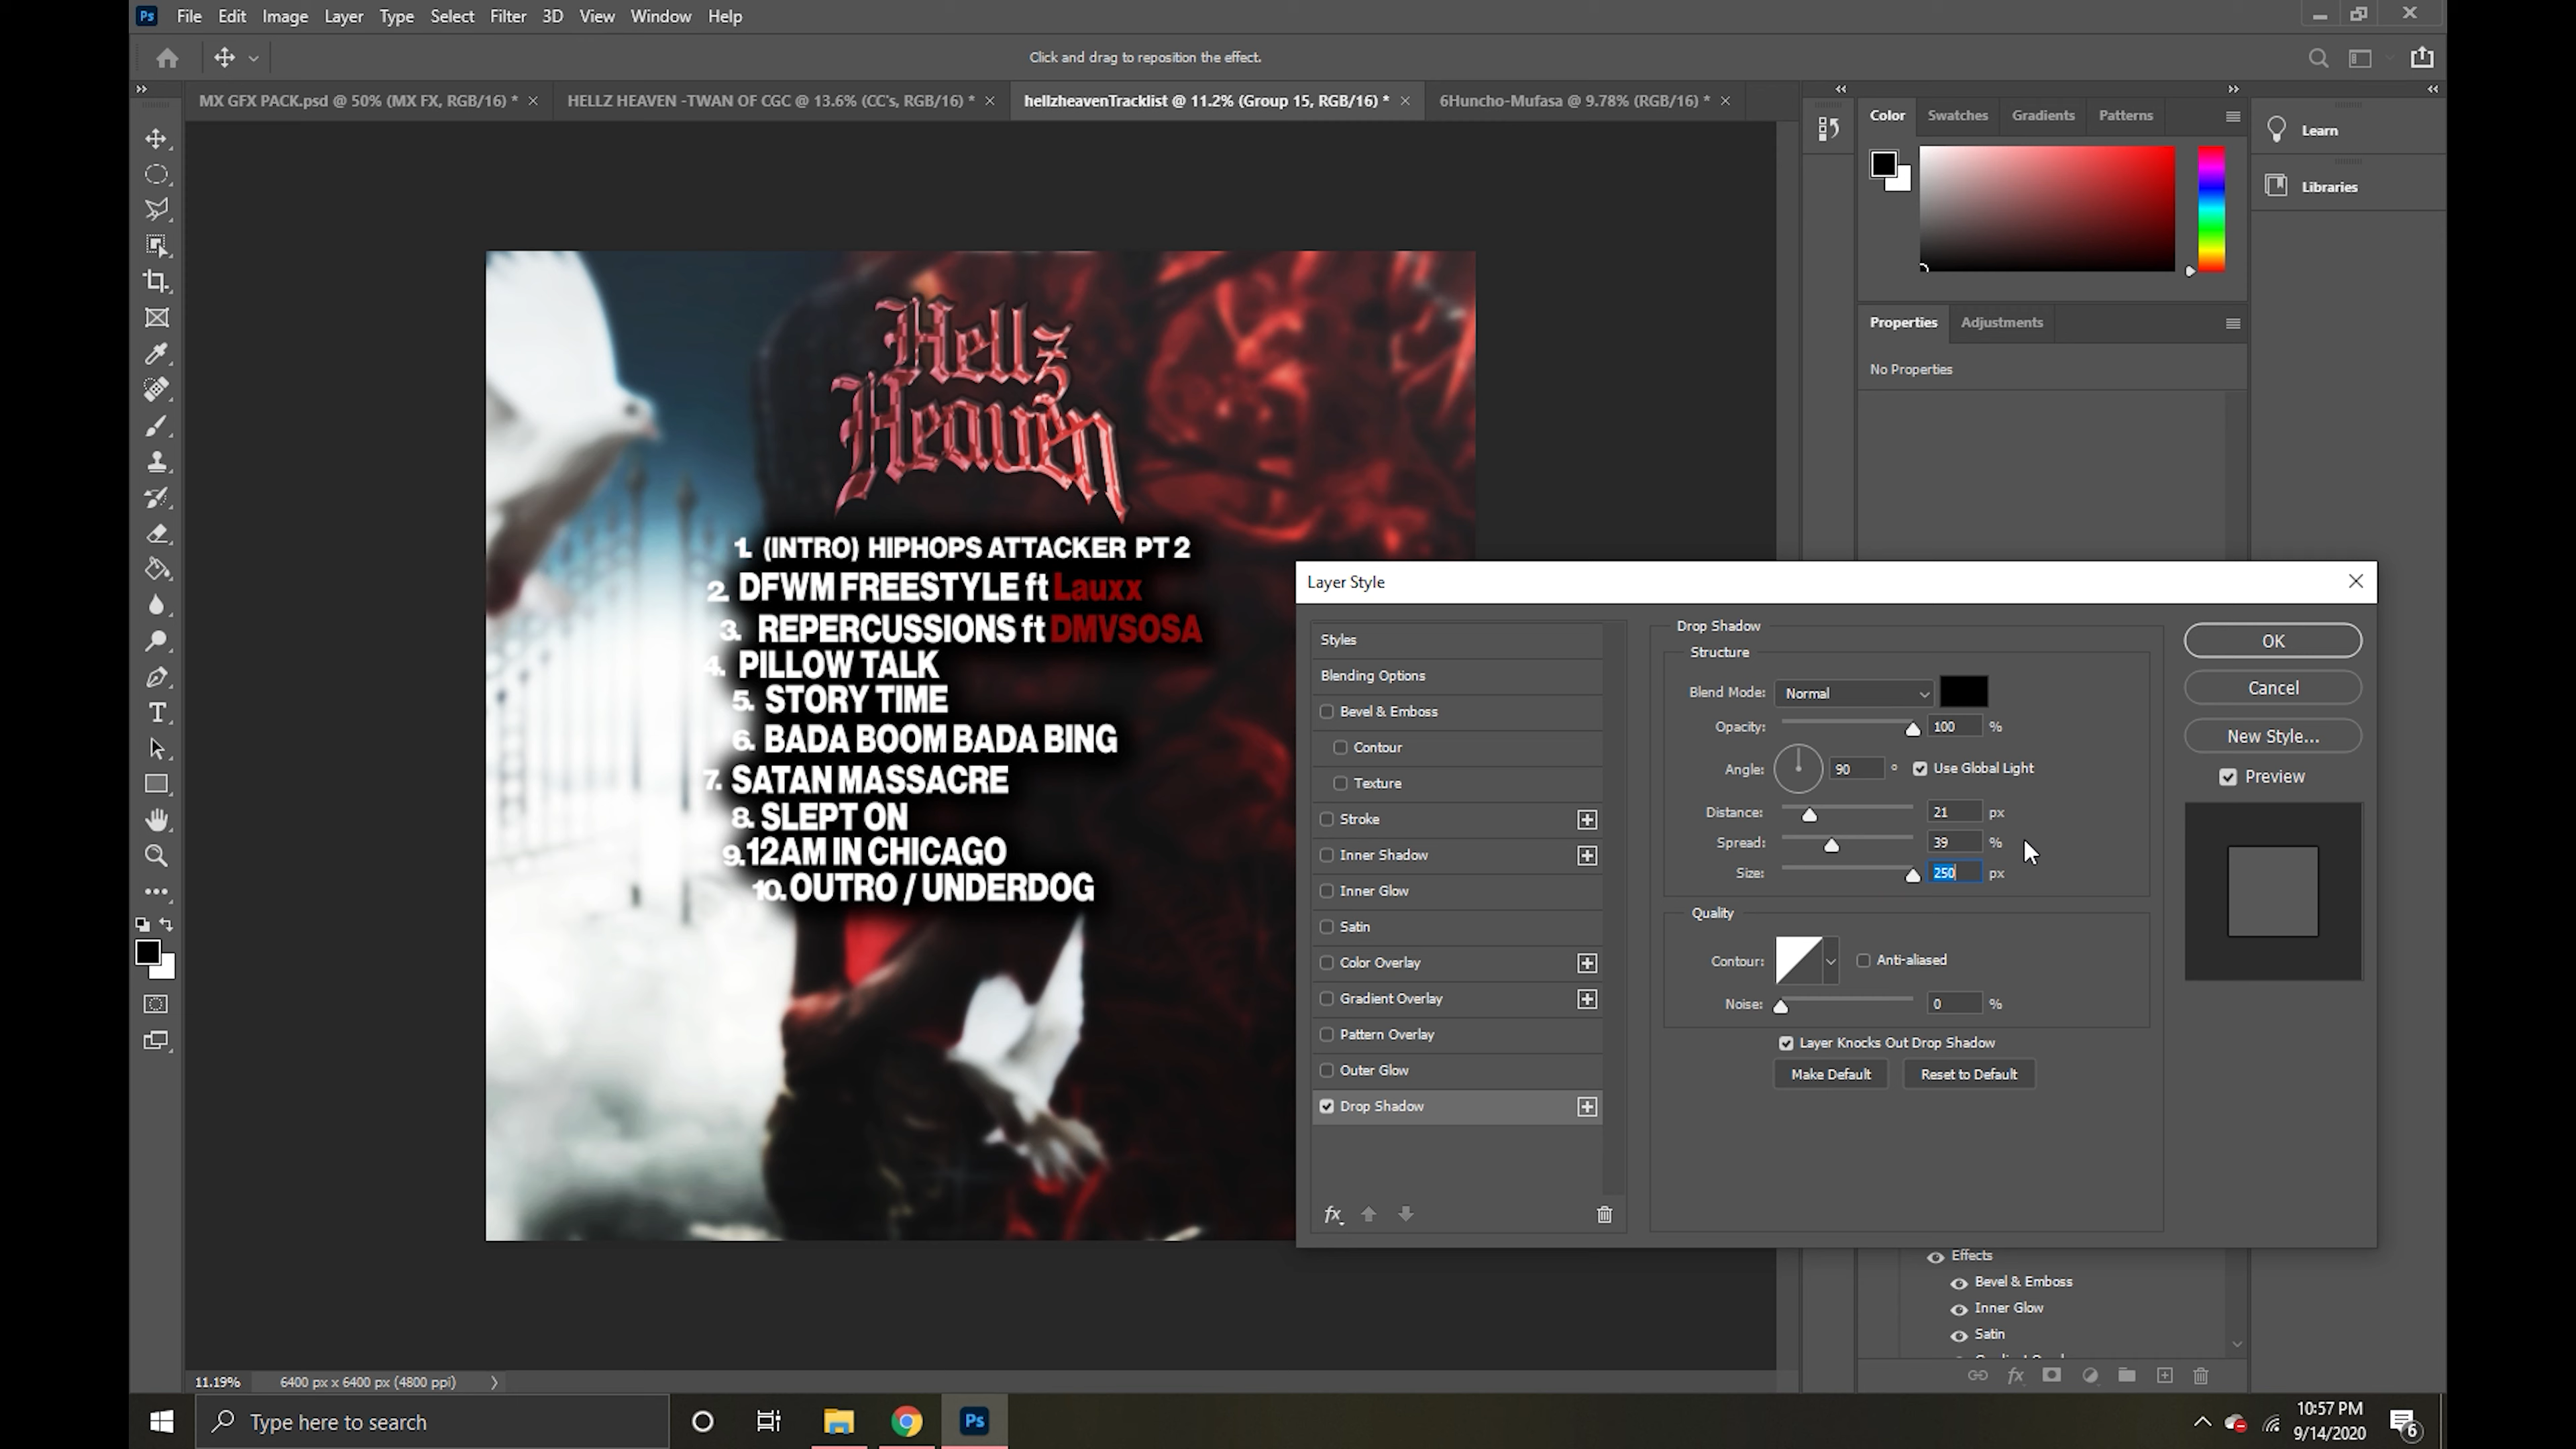 Ps File Edit Image Layer Type Select Filter 3D View Window Help
Click and drag to reposition the effect.
MX GFX PACK.psd @ 50% (MX FX, RGB/16) *
HELLZ HEAVEN -TWAN OF CGC @ 13.6% (CC's, RGB/16) *
hellzheavenTracklist @ 11.2% (Group 15, RGB/16) *
6Huncho-Mufasa @ 9.78% (RGB/16) *
Color Swatches Gradients Patterns
Learn
Libraries
Properties Adjustments
No Properties
Hellz
Heaven
1. (INTRO) HIPHOPS ATTACKER PT 2
2. DFWM FREESTYLE ft Lauxx
3. REPERCUSSIONS ft DMVSOSA
4. PILLOW TALK
5. STORY TIME
6. BADA BOOM BADA BING
7. SATAN MASSACRE
8. SLEPT ON
9. 12AM IN CHICAGO
10. OUTRO / UNDERDOG
Layer Style
Styles
Blending Options
Bevel & Emboss
Contour
Texture
Stroke
Inner Shadow
Inner Glow
Satin
Color Overlay
Gradient Overlay
Pattern Overlay
Outer Glow
Drop Shadow
fx
Drop Shadow
Structure
Blend Mode: Normal
Opacity: 100 %
Angle: 90 ° Use Global Light
Distance: 21 px
Spread: 39 %
Size: 250 px
Quality
Contour: Anti-aliased
Noise: 0 %
Layer Knocks Out Drop Shadow
Make Default Reset to Default
OK
Cancel
New Style...
Preview
Effects
Bevel & Emboss
Inner Glow
Satin
fx
11.19% 6400 px x 6400 px (4800 ppi)
Type here to search
Ps
10:57 PM
9/14/2020
6